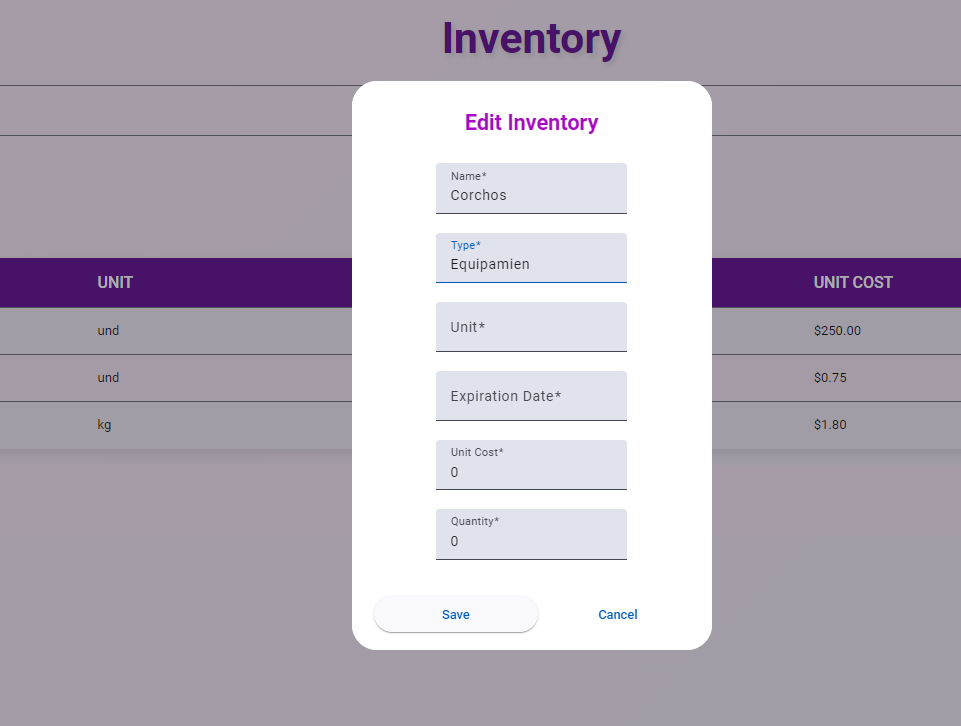 Inventory
Edit Inventory
Name*
Corchos
Type*
Equipamien
UNIT
UNIT COST
Unit*
und
$250.00
und
$0.75
Expiration Date*
kg
$1.80
Unit Cost*
0
Quantity*
0
Save
Cancel